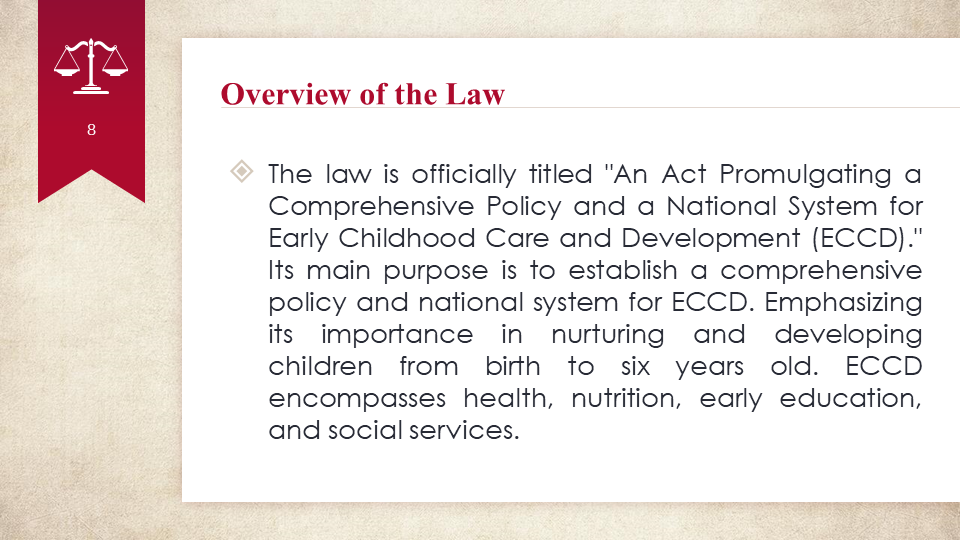 8
Overview of the Law
The law is officially titled "An Act Promulgating a
Comprehensive Policy and a National System for
Early Childhood Care and Development (ECCD)."
Its main purpose is to establish a comprehensive
policy and national system for ECCD. Emphasizing
its importance in nurturing and developing
children from birth to six years old. ECCD
encompasses health, nutrition, early education,
and social services.